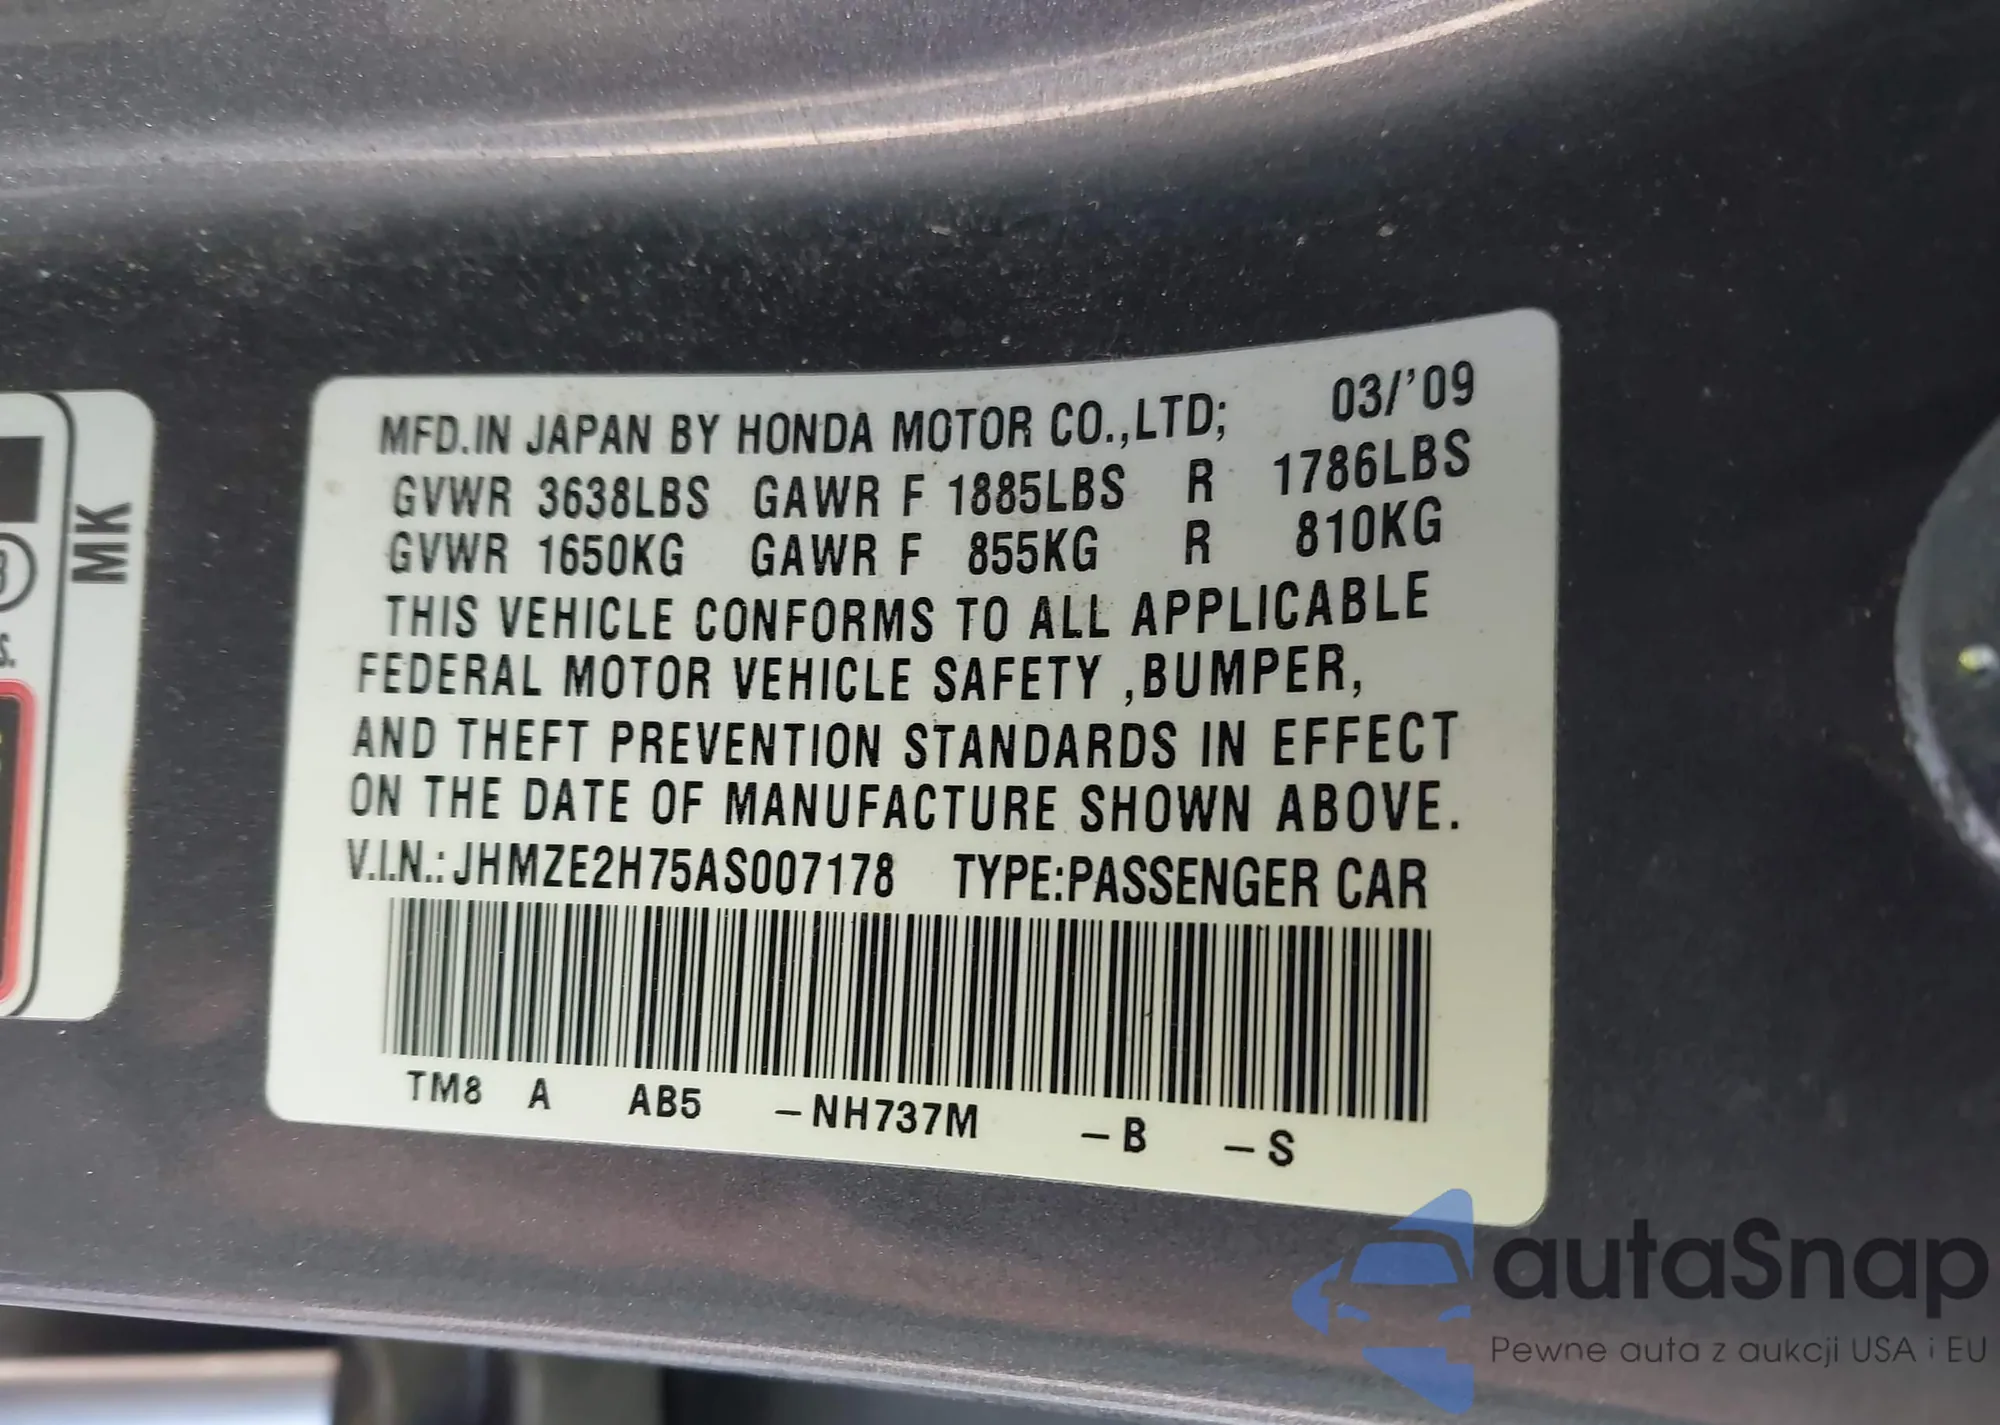 MFD.IN JAPAN BY HONDA MOTOR CO.,LTD; 03/'09
GVWR 3638LBS GAWR F 1885LBS R 1786LBS
GVWR 1650KG GAWR F 855KG R 810KG
THIS VEHICLE CONFORMS TO ALL APPLICABLE
FEDERAL MOTOR VEHICLE SAFETY ,BUMPER,
AND THEFT PREVENTION STANDARDS IN EFFECT
ON THE DATE OF MANUFACTURE SHOWN ABOVE.
V.I.N.: JHMZE2H75AS007178 TYPE:PASSENGER CAR
TM8 A AB5 -NH737M -B -S
MK
autaSnap
Pewne auta z aukcji USA i EU